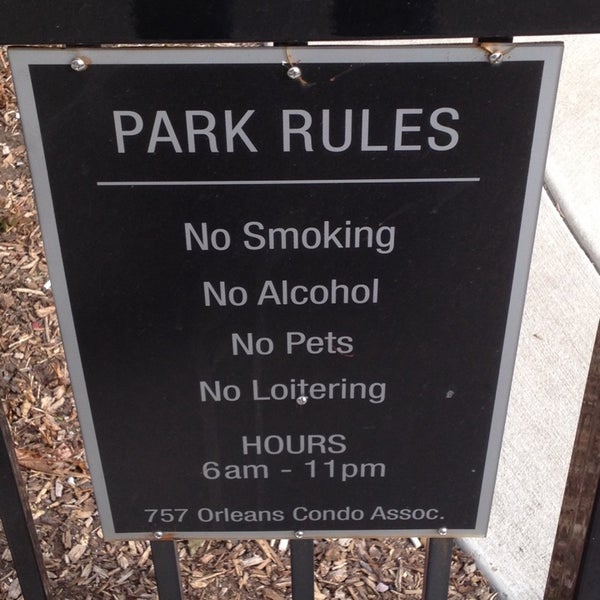 PARK RULES
No Smoking
No Alcohol
No Pets
No Loitering
HOURS
6am - 11pm
757 Orleans Condo Assoc.